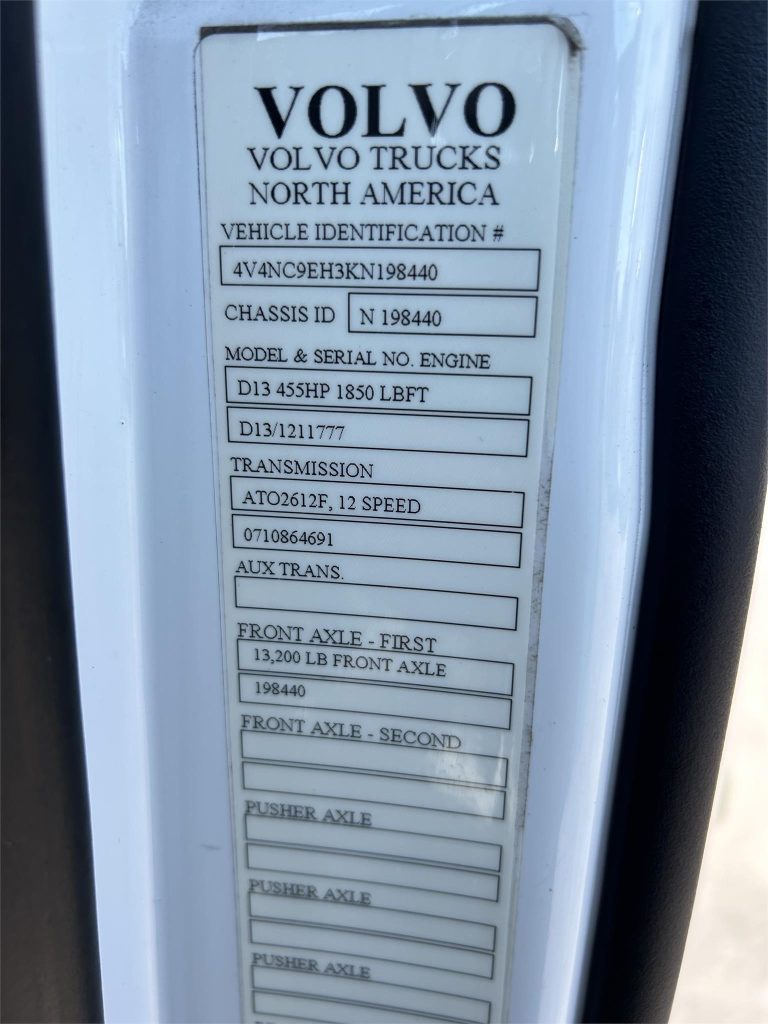 VOLVO
VOLVO TRUCKS
NORTH AMERICA
VEHICLE IDENTIFICATION #
4V4NC9EH3KN198440
CHASSIS ID N 198440
MODEL & SERIAL NO. ENGINE
D13 455HP 1850 LBFT
D13/1211777
TRANSMISSION
ATO2612F, 12 SPEED
0710864691
AUX TRANS.
FRONT AXLE - FIRST
13,200 LB FRONT AXLE
198440
FRONT AXLE - SECOND
PUSHER AXLE
PUSHER AXLE
PUSHER AXLE